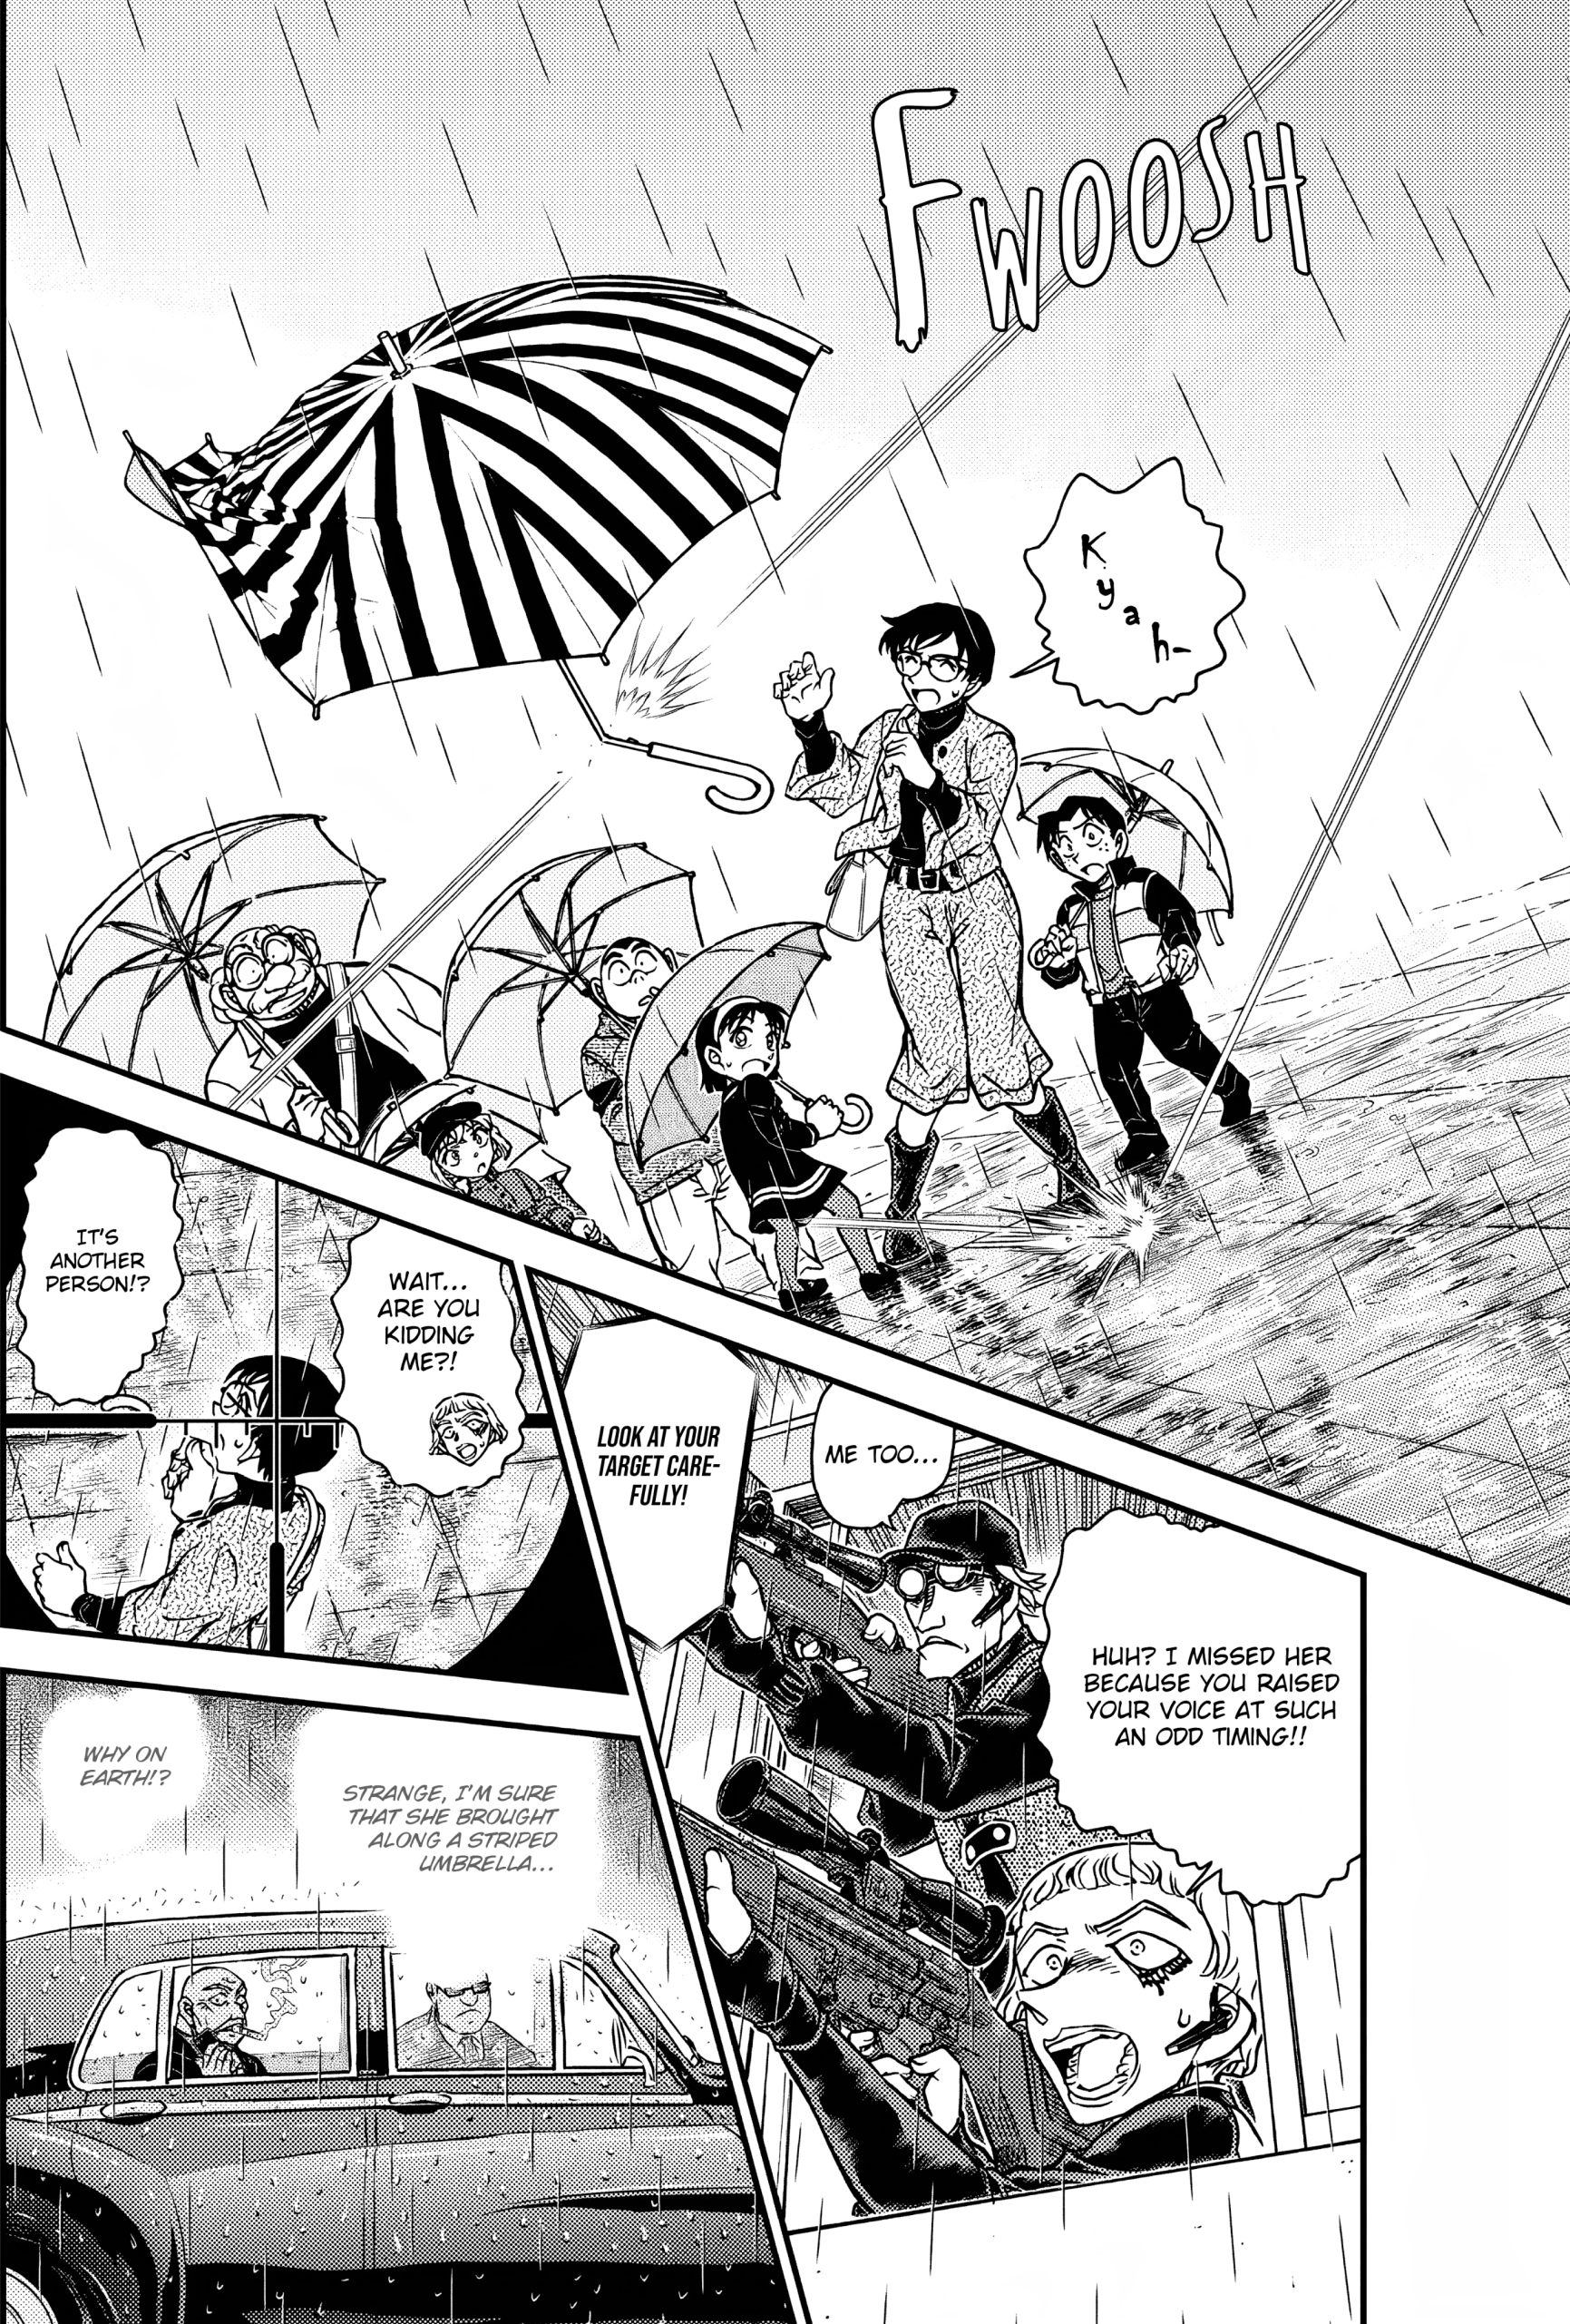 FWOOSH
Kyah-
HUH? I MISSED HER
BECAUSE YOU RAISED
YOUR VOICE AT SUCH
AN ODD TIMING!!
ME TOO...
LOOK AT YOUR
TARGET CARE-
FULLY!
WAIT...
ARE YOU
KIDDING
ME?!
IT'S
ANOTHER
PERSON!?
STRANGE, I'M SURE
THAT SHE BROUGHT
ALONG A STRIPED
UMBRELLA...
WHY ON
EARTH!?